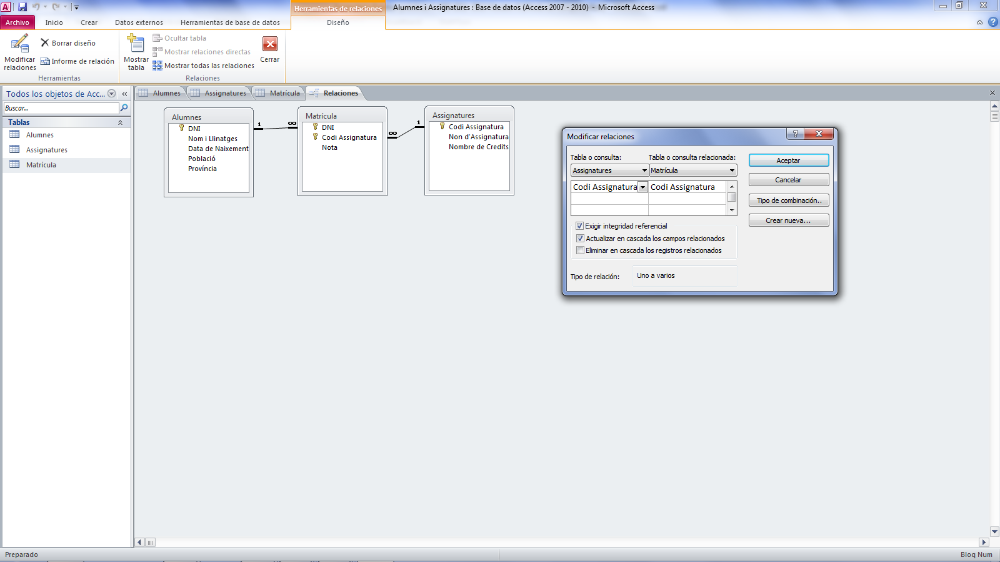 Herramientas de relaciones
Alumnes i Assignatures : Base de datos (Access 2007 - 2010) - Microsoft Access
Archivo
Inicio
Crear
Datos externos
Herramientas de base de datos
Diseño
Modificar relaciones
Borrar diseño
Informe de relación
Herramientas
Mostrar tabla
Ocultar tabla
Mostrar relaciones directas
Mostrar todas las relaciones
Relaciones
Cerrar
Todos los objetos de Acc...
Buscar...
Tablas
Alumnes
Assignatures
Matrícula
Alumnes
Assignatures
Matrícula
Relaciones
Alumnes
DNI
Nom i Llinatges
Data de Naixement
Població
Província
1
∞
Matrícula
DNI
Codi Assignatura
Nota
∞
1
Assignatures
Codi Assignatura
Non d'Assignatura
Nombre de Credits
Modificar relaciones
Tabla o consulta:
Tabla o consulta relacionada:
Assignatures
Matrícula
Codi Assignatura
Codi Assignatura
Exigir integridad referencial
Actualizar en cascada los campos relacionados
Eliminar en cascada los registros relacionados
Tipo de relación:
Uno a varios
Aceptar
Cancelar
Tipo de combinación..
Crear nueva...
Preparado
Bloq Num